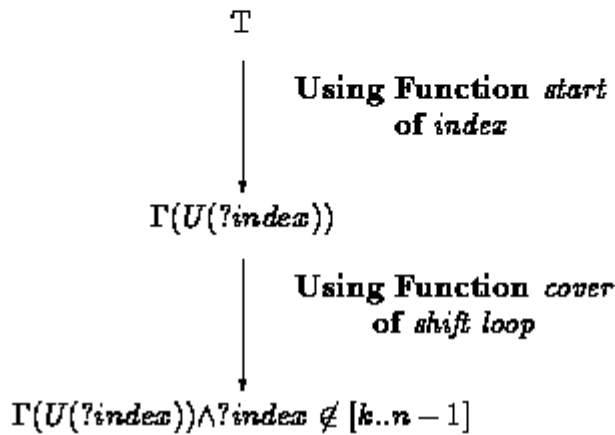 T
Using Function start
of index
Γ(U(?index))
Using Function cover
of shift loop
Γ(U(?index))∧?index ∉ [k..n − 1]